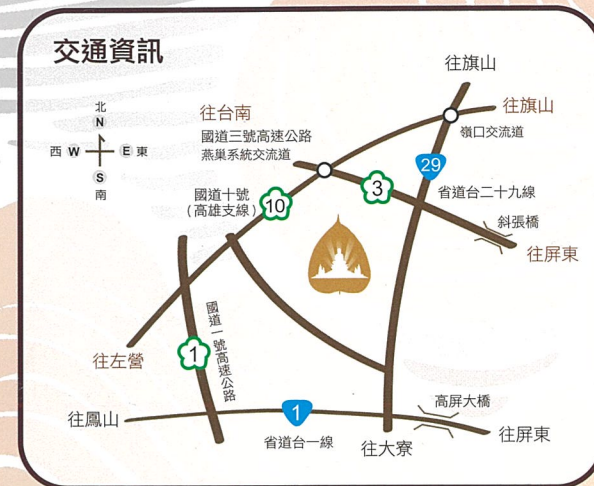 交通資訊
北
N
西 W E 東
S
南
往旗山
往旗山
嶺口交流道
往台南
國道三號高速公路
燕巢系統交流道
29
3
省道台二十九線
國道十號
(高雄支線)
10
斜張橋
往屏東
國道一號高速公路
1
往左營
往鳳山
1
省道台一線
高屏大橋
往大寮
往屏東